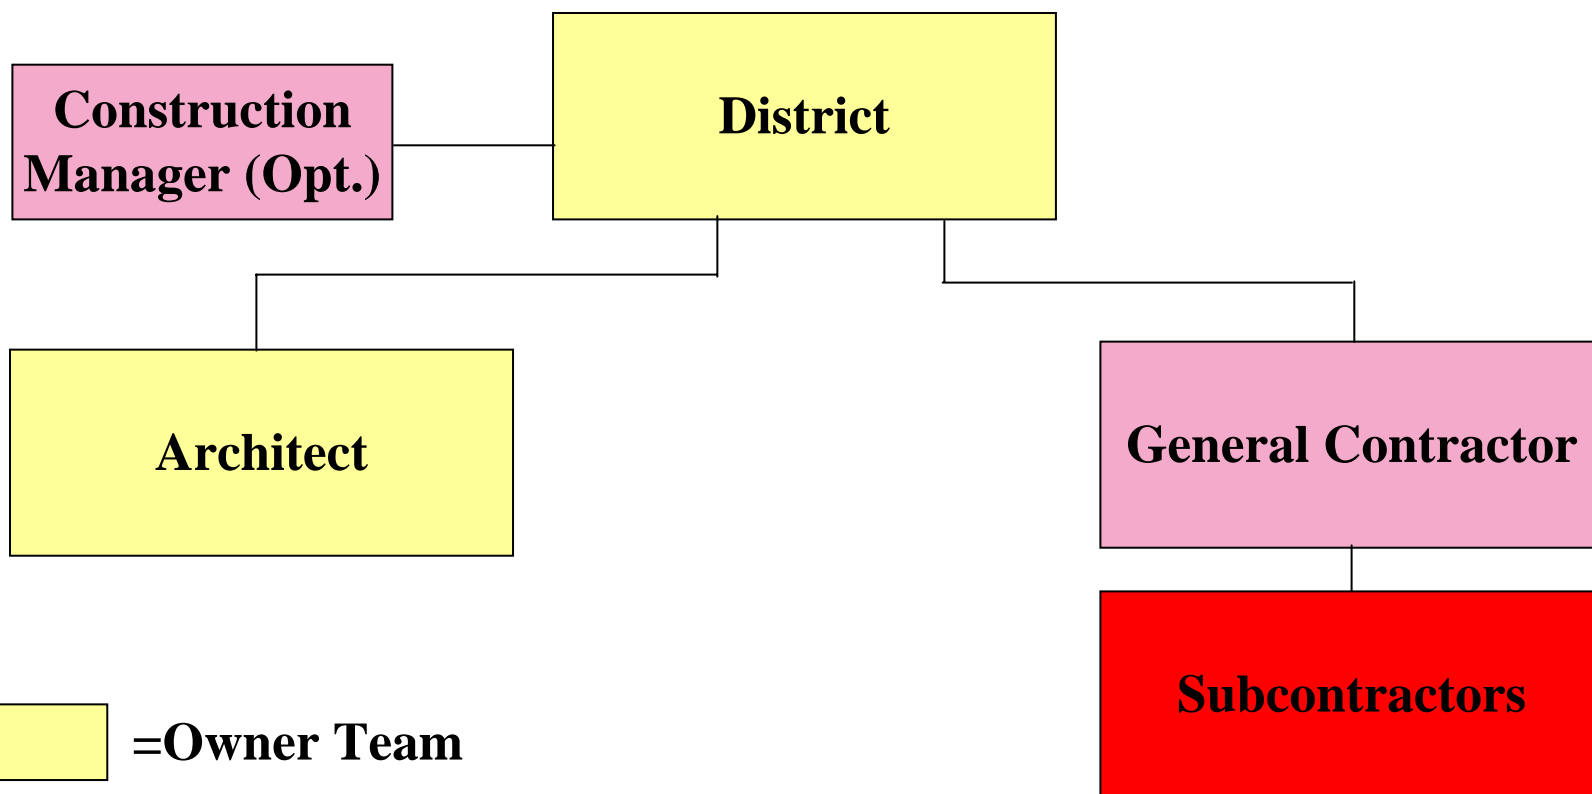 Construction
Manager (Opt.)
District
Architect
General Contractor
Subcontractors
=Owner Team